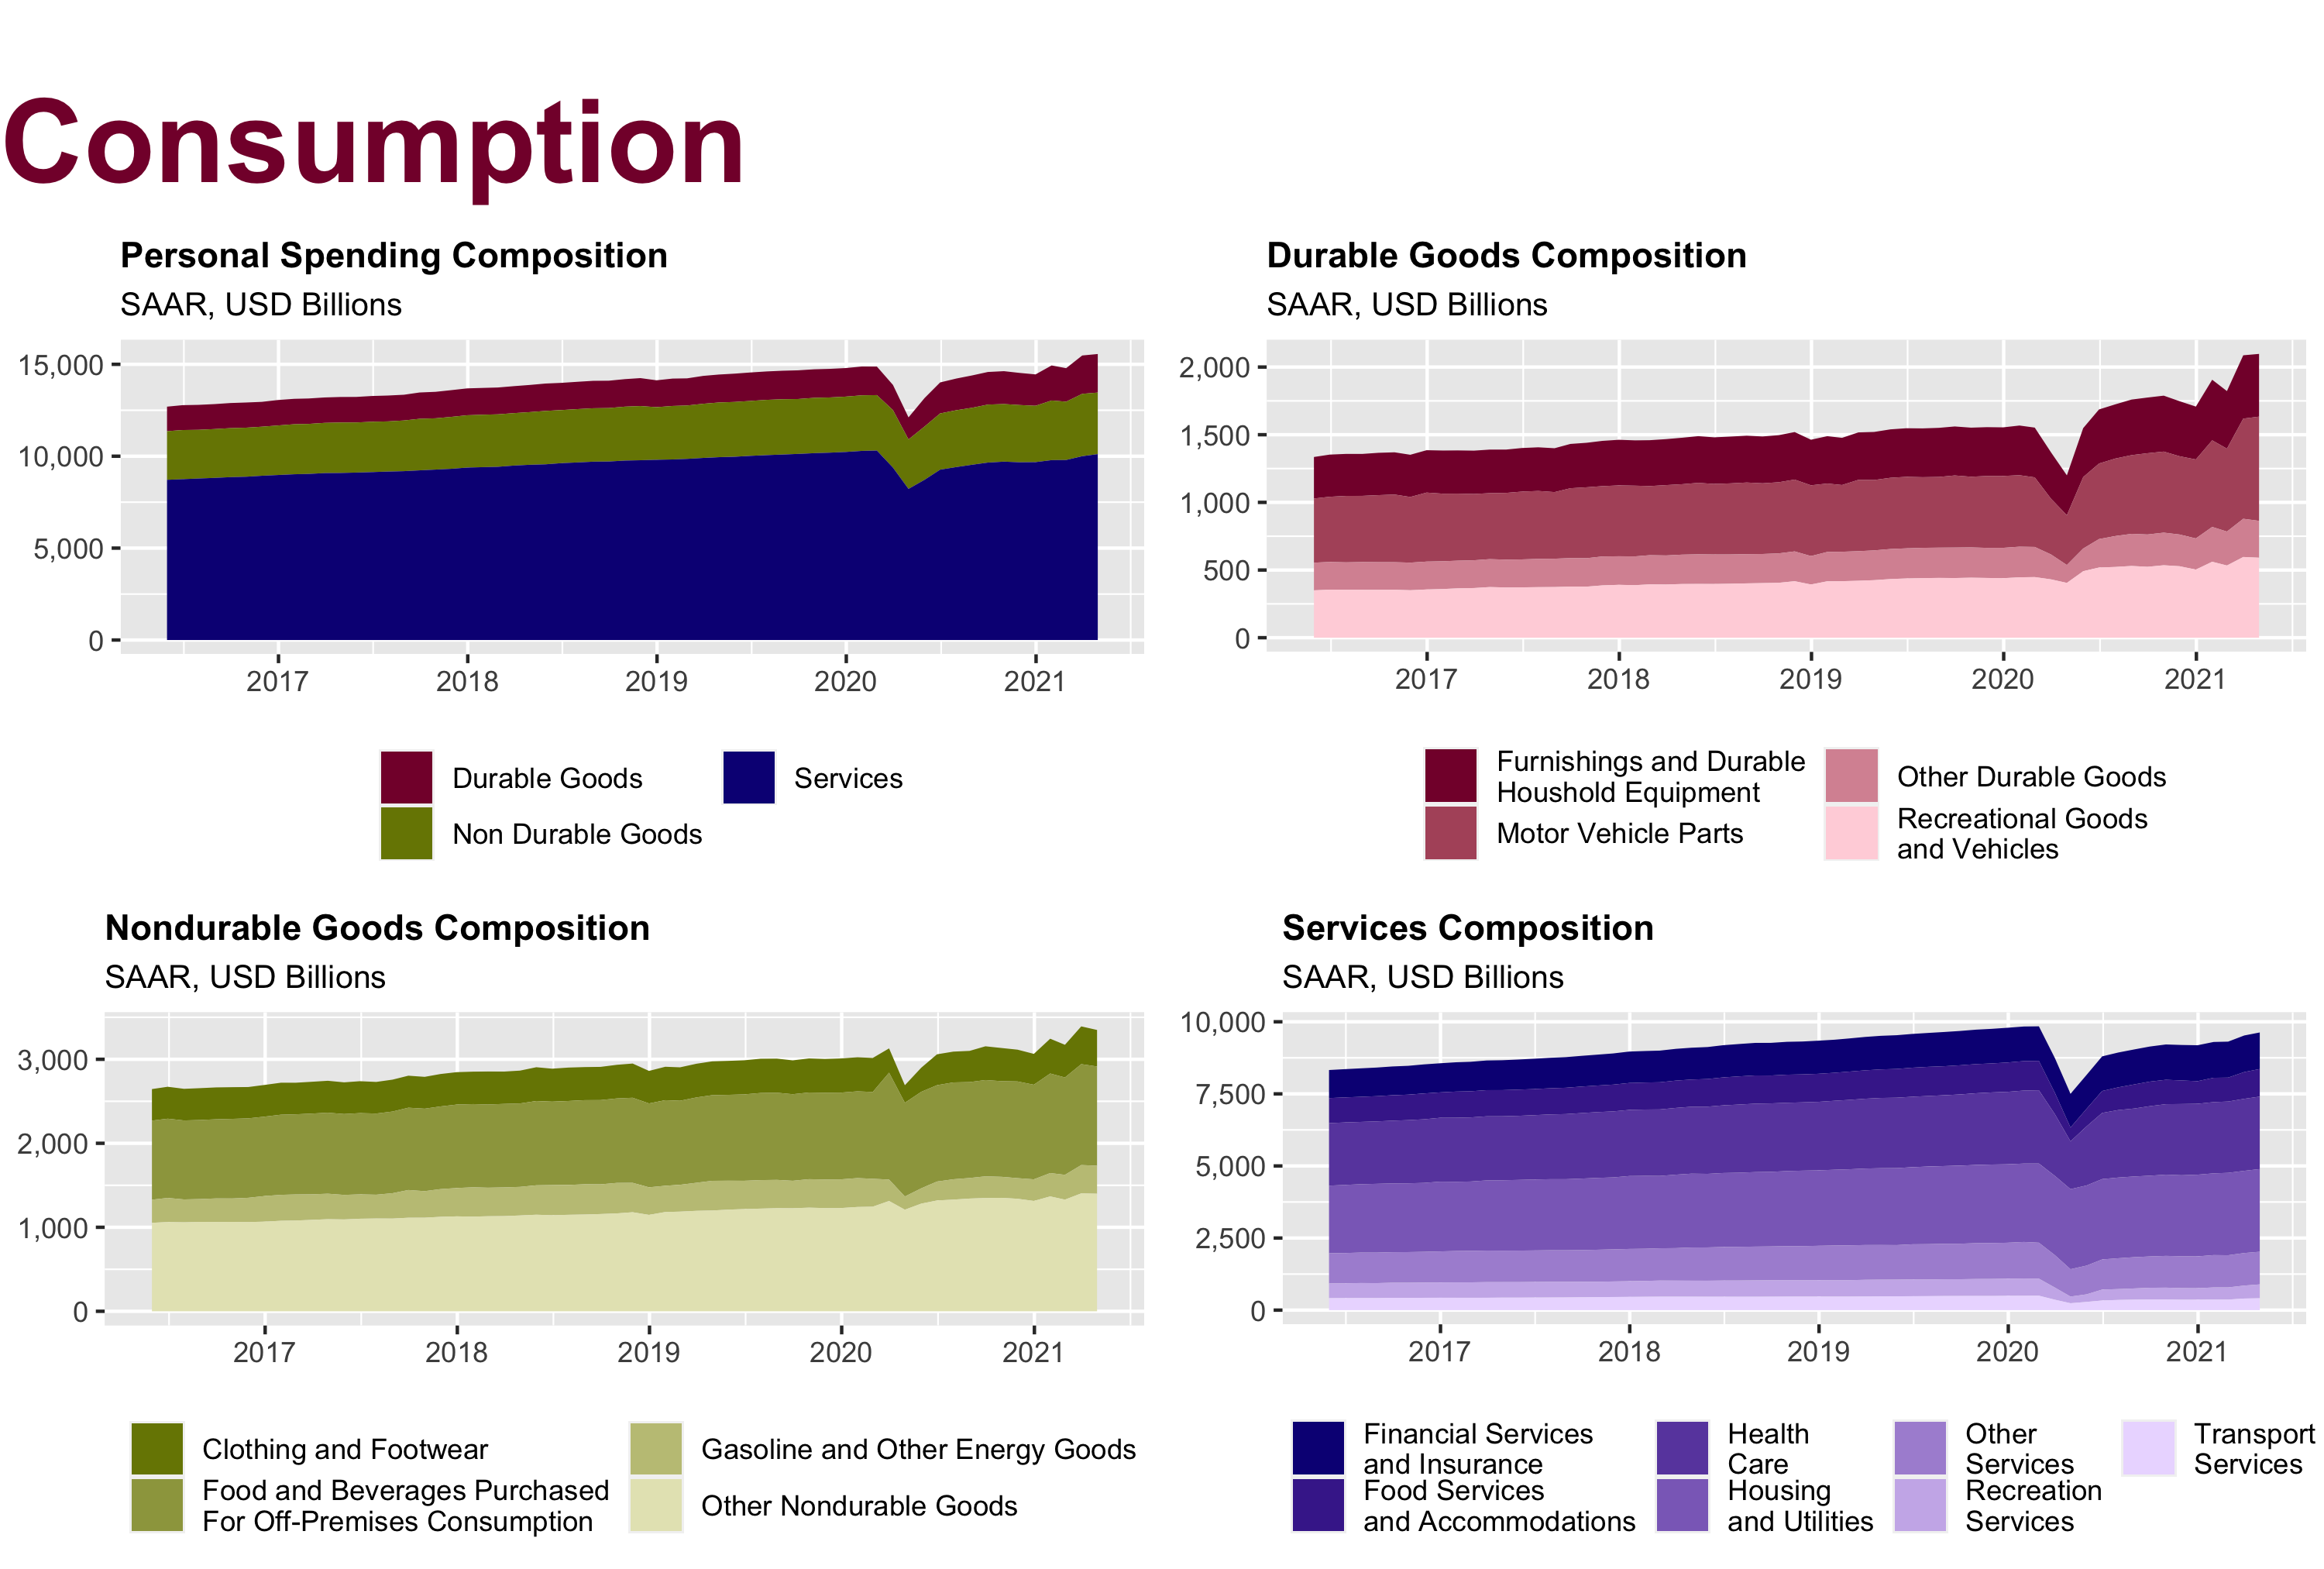 Consumption
Personal Spending Composition
SAAR, USD Billions
15,000
10,000
5,000
0
2017 2018 2019 2020 2021
Durable Goods
Services
Non Durable Goods
Durable Goods Composition
SAAR, USD Billions
2,000
1,500
1,000
500
0
2017 2018 2019 2020 2021
Furnishings and Durable
Houshold Equipment
Other Durable Goods
Motor Vehicle Parts
Recreational Goods
and Vehicles
Nondurable Goods Composition
SAAR, USD Billions
3,000
2,000
1,000
0
2017 2018 2019 2020 2021
Clothing and Footwear
Gasoline and Other Energy Goods
Food and Beverages Purchased
For Off-Premises Consumption
Other Nondurable Goods
Services Composition
SAAR, USD Billions
10,000
7,500
5,000
2,500
0
2017 2018 2019 2020 2021
Financial Services
and Insurance
Health
Care
Other
Services
Transport
Services
Food Services
and Accommodations
Housing
and Utilities
Recreation
Services